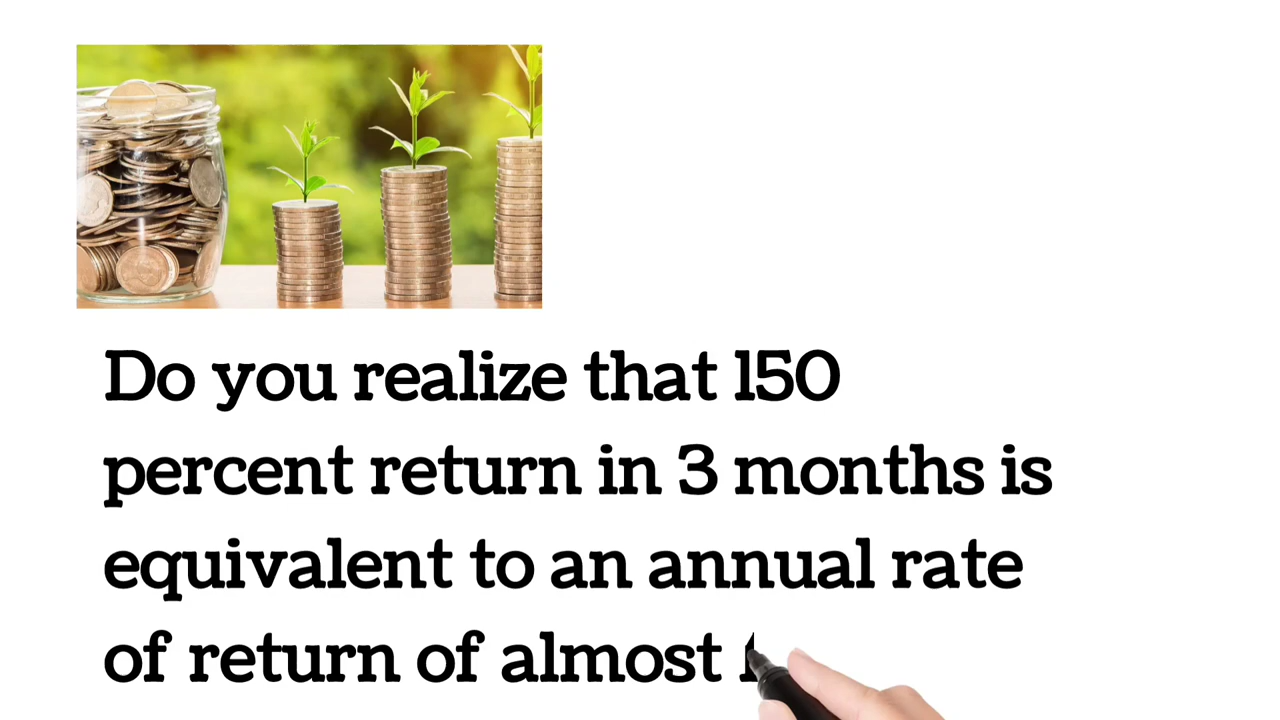 Do you realize that 150
percent return in 3 months is
equivalent to an annual rate
of return of almost